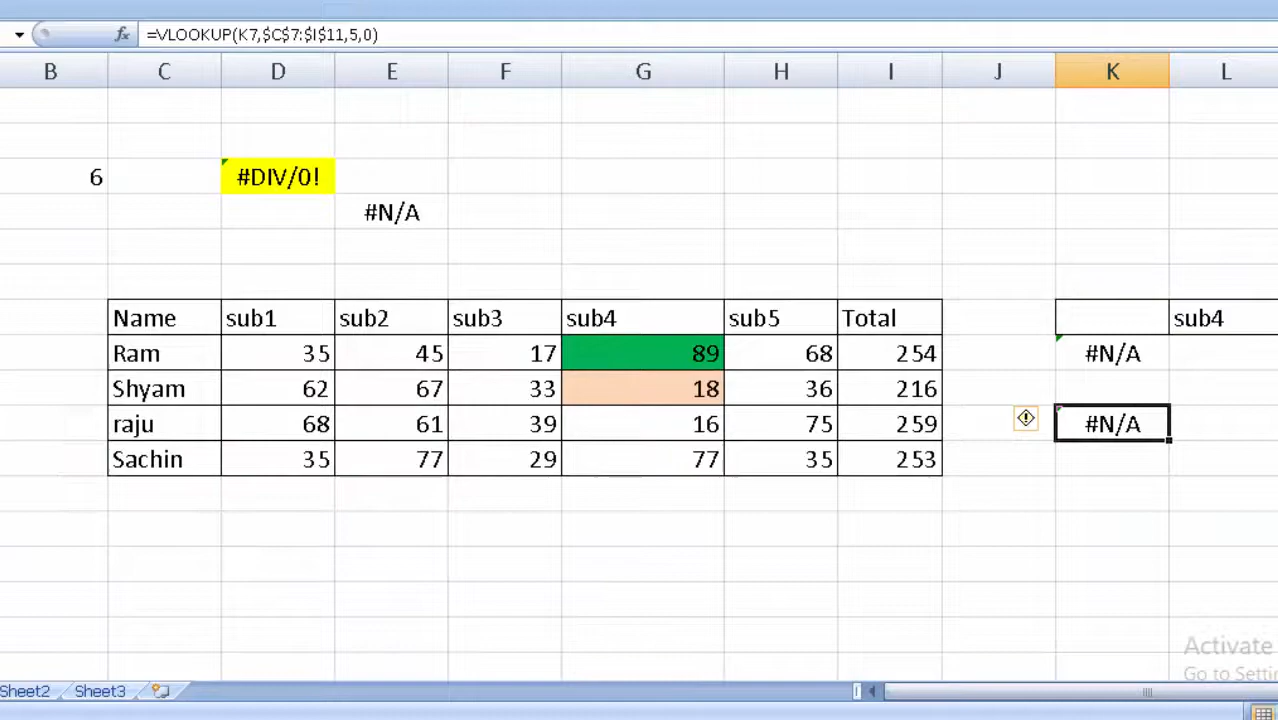 fx =VLOOKUP(K7,$C$7:$I$11,5,0)
B C D E F G H I J K L
6 #DIV/0!
#N/A
Name sub1 sub2 sub3 sub4 sub5 Total sub4
Ram 35 45 17 89 68 254 #N/A
Shyam 62 67 33 18 36 216
raju 68 61 39 16 75 259 #N/A
Sachin 35 77 29 77 35 253
Activate
Go to Setti
Sheet2 Sheet3